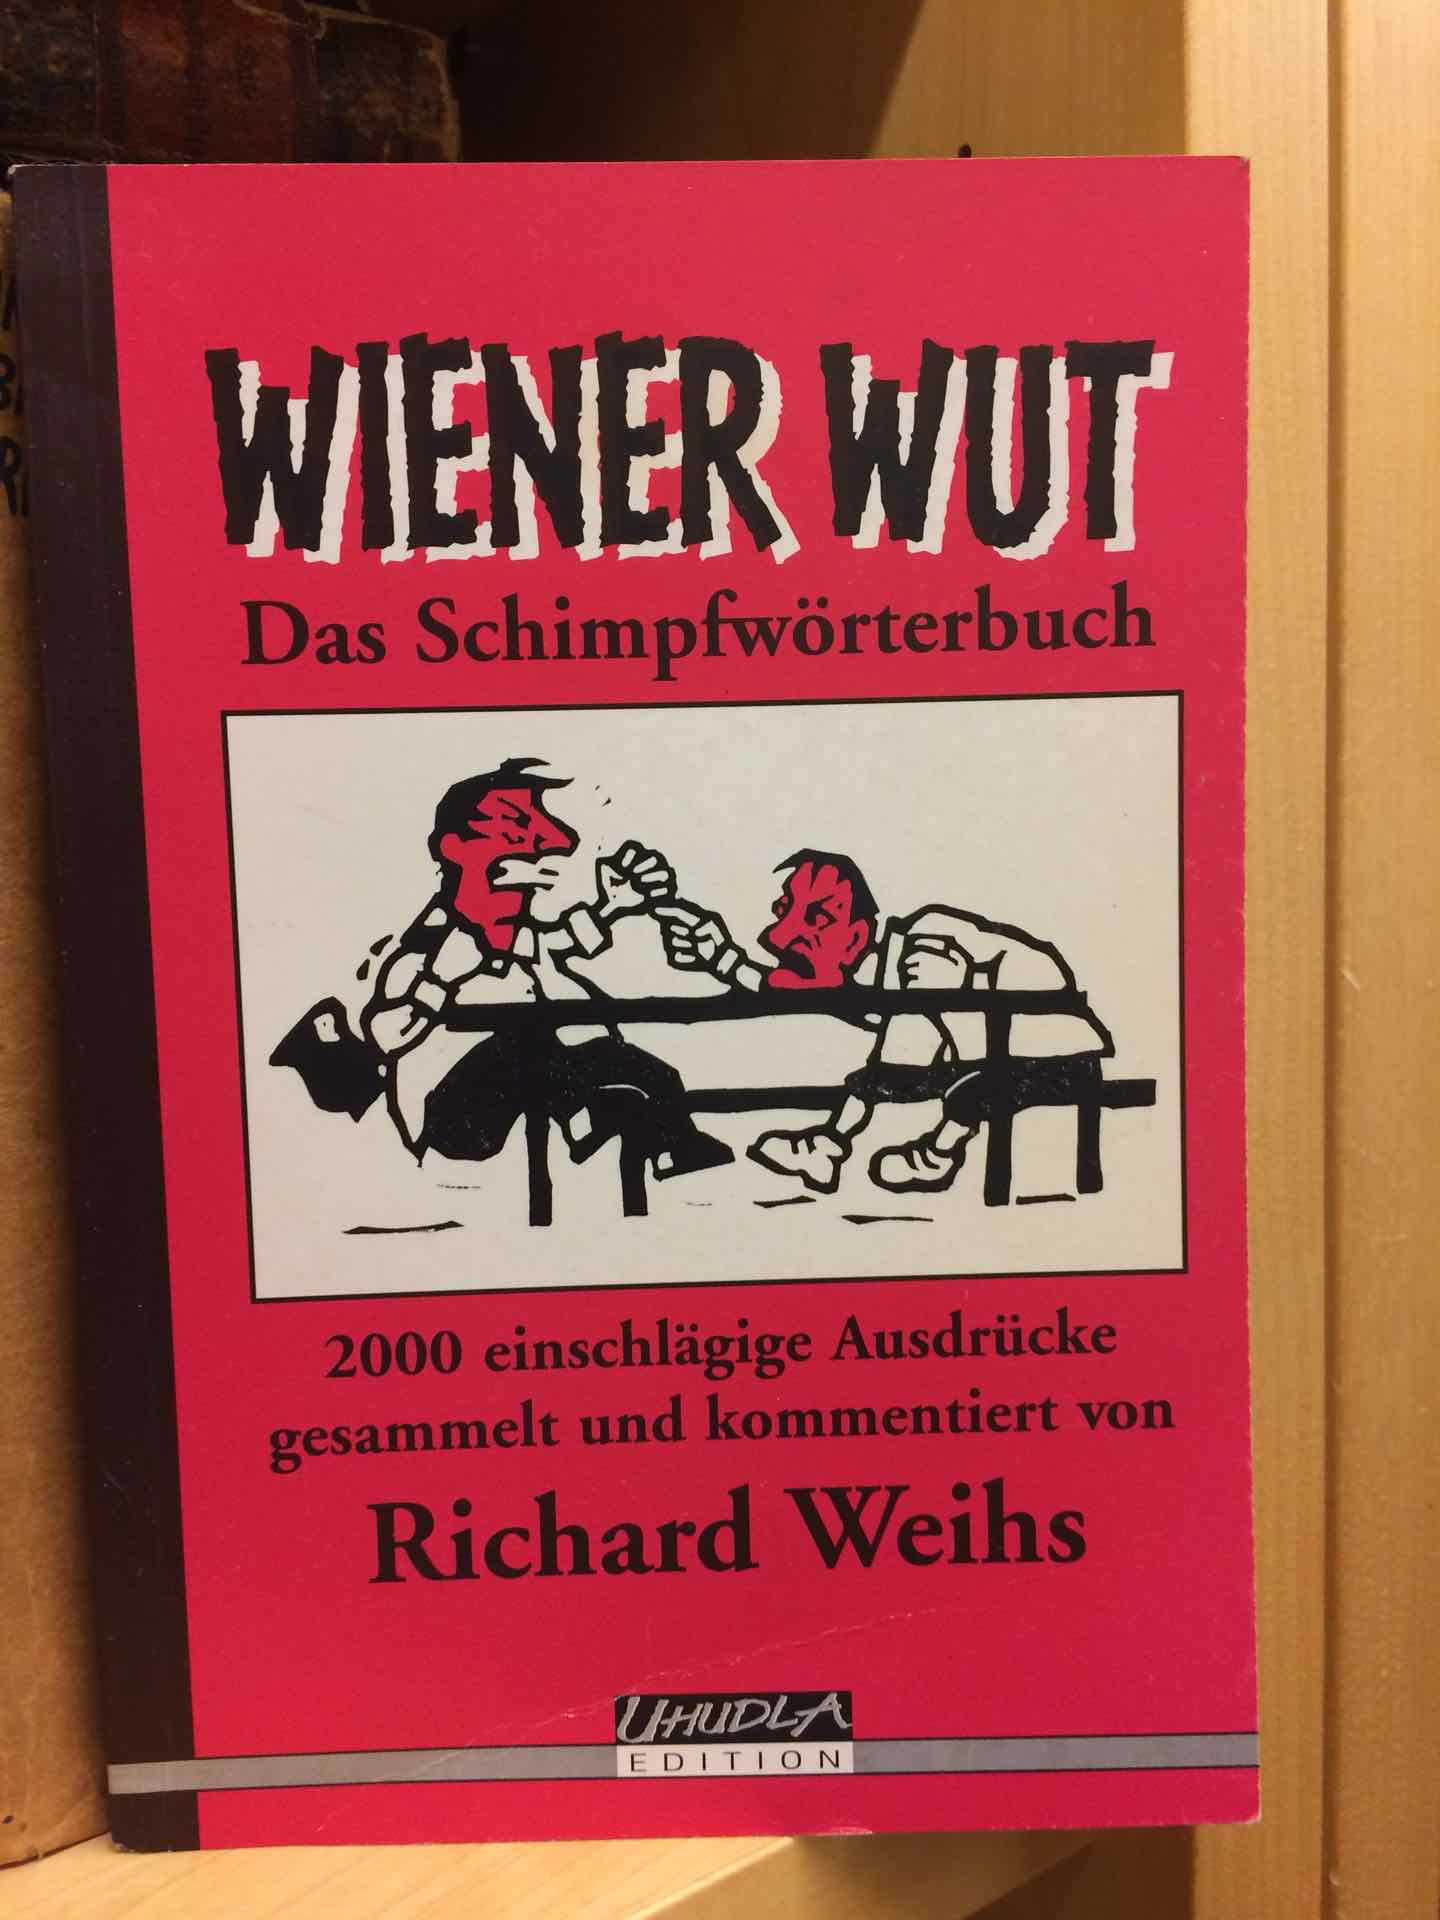 WIENER WUT
Das Schimpfwörterbuch
2000 einschlägige Ausdrücke
gesammelt und kommentiert von
Richard Weihs
UHUDLA
EDITION